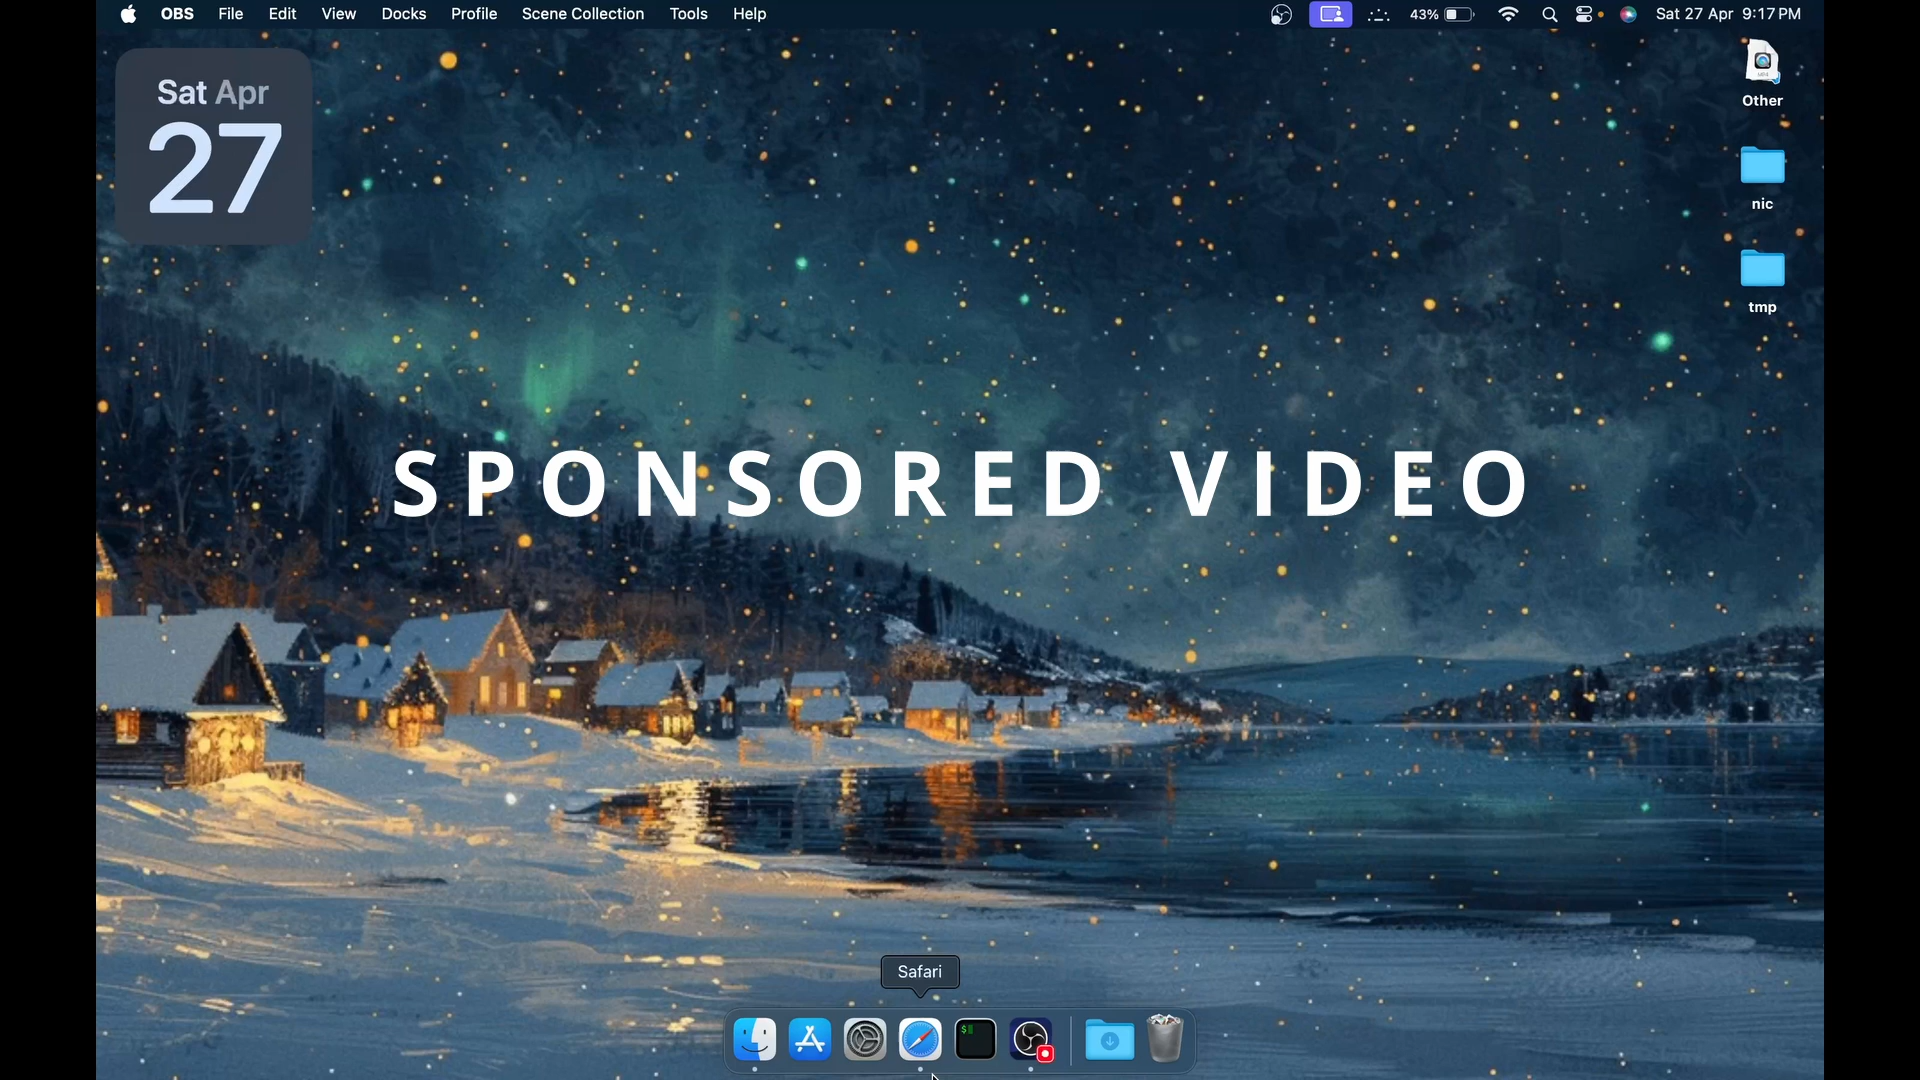 OBS File Edit View Docks Profile Scene Collection Tools Help 43% Sat 27 Apr 9:17 PM
Sat Apr
27
Other
nic
tmp
SPONSORED VIDEO
Safari